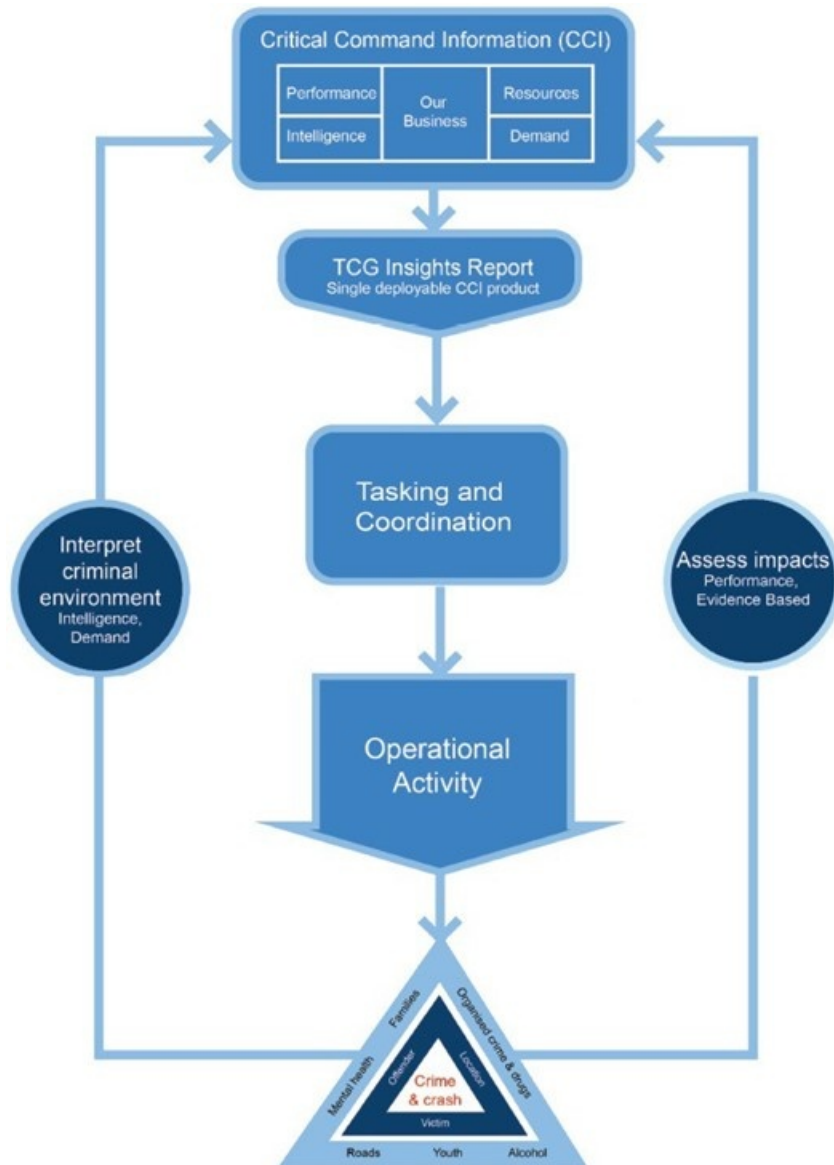 Critical Command Information (CCI)
Performance
Intelligence
Our
Business
Resources
Demand
TCG Insights Report
Single deployable CCI product
Tasking and
Coordination
Interpret
criminal
environment
Intelligence,
Demand
Assess impacts
Performance,
Evidence Based
Operational
Activity
Mental health
Families
Organised crime & drugs
Offender
Location
Crime
& crash
Victim
Roads
Youth
Alcohol